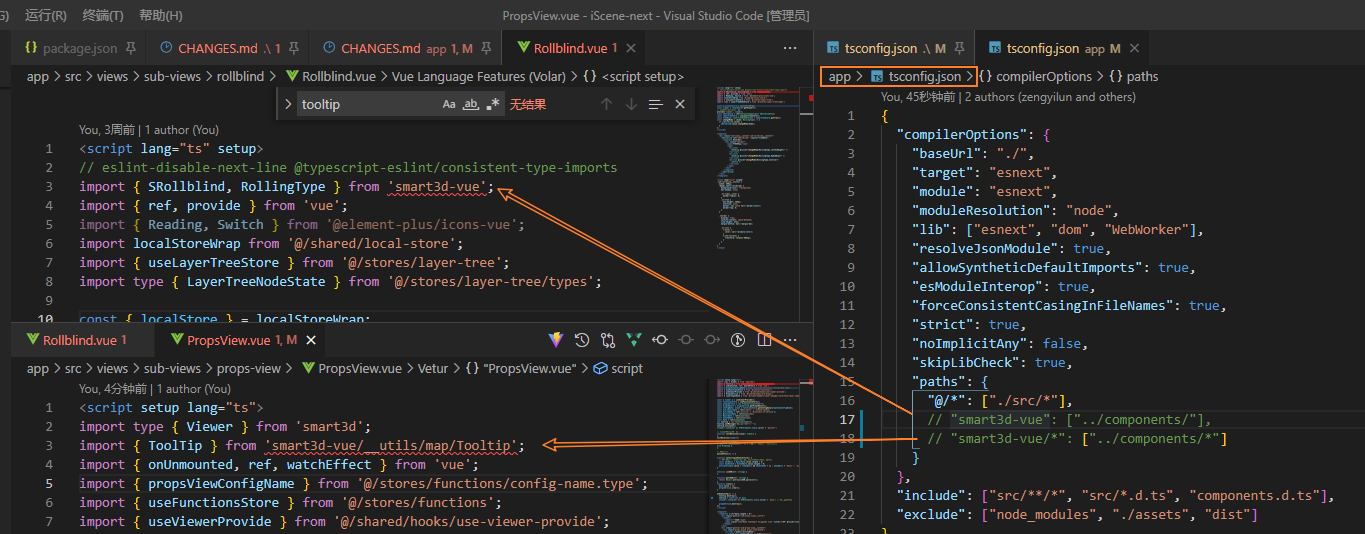 运行(R) 终端(T) 帮助(H) PropsView.vue - iScene-next - Visual Studio Code [管理员]
package.json CHANGES.md .\ 1 CHANGES.md app 1, M Rollblind.vue 1
app > src > views > sub-views > rollblind > Rollblind.vue > Vue Language Features (Volar) > {} <script setup>
tooltip Aa ab 无结果
You, 3周前 | 1 author (You)
1 <script lang="ts" setup>
2 // eslint-disable-next-line @typescript-eslint/consistent-type-imports
3 import { SRollblind, RollingType } from 'smart3d-vue';
4 import { ref, provide } from 'vue';
5 import { Reading, Switch } from '@element-plus/icons-vue';
6 import localStoreWrap from '@/shared/local-store';
7 import { useLayerTreeStore } from '@/stores/layer-tree';
8 import type { LayerTreeNodeState } from '@/stores/layer-tree/types';
9
10 const { localStore } = localStoreWrap;
Rollblind.vue 1 PropsView.vue 1, M
app > src > views > sub-views > props-view > PropsView.vue > Vetur > {} "PropsView.vue" > script
You, 4分钟前 | 1 author (You)
1 <script setup lang="ts">
2 import type { Viewer } from 'smart3d';
3 import { ToolTip } from 'smart3d-vue/__utils/map/Tooltip';
4 import { onUnmounted, ref, watchEffect } from 'vue';
5 import { propsViewConfigName } from '@/stores/functions/config-name.type';
6 import { useFunctionsStore } from '@/stores/functions';
7 import { useViewerProvide } from '@/shared/hooks/use-viewer-provide';
tsconfig.json .\ M tsconfig.json app M
app > tsconfig.json > {} compilerOptions > {} paths
You, 45秒钟前 | 2 authors (zengyilun and others)
1 {
2 "compilerOptions": {
3 "baseUrl": "./",
4 "target": "esnext",
5 "module": "esnext",
6 "moduleResolution": "node",
7 "lib": ["esnext", "dom", "WebWorker"],
8 "resolveJsonModule": true,
9 "allowSyntheticDefaultImports": true,
10 "esModuleInterop": true,
11 "forceConsistentCasingInFileNames": true,
12 "strict": true,
13 "noImplicitAny": false,
14 "skipLibCheck": true,
15 "paths": {
16 "@/*": ["./src/*"],
17 // "smart3d-vue": ["../components/"],
18 // "smart3d-vue/*": ["../components/*"]
19 }
20 },
21 "include": ["src/**/*", "src/*.d.ts", "components.d.ts"],
22 "exclude": ["node_modules", "./assets", "dist"]
23 }